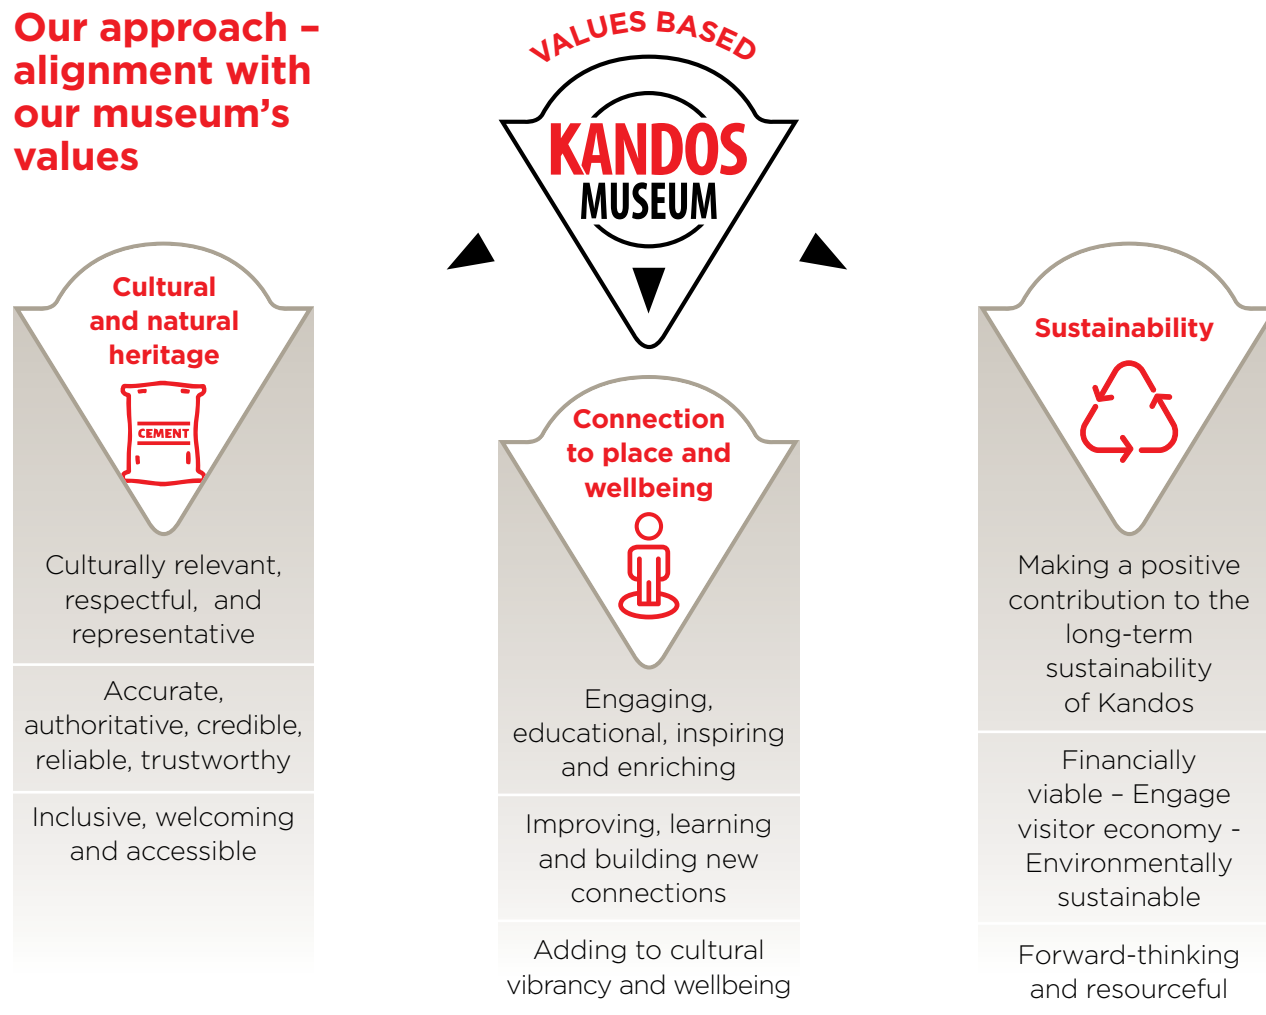 Our approach –
alignment with
our museum’s
values
VALUES BASED
KANDOS
MUSEUM
Cultural
and natural
heritage
CEMENT
Culturally relevant,
respectful, and
representative
Accurate,
authoritative, credible,
reliable, trustworthy
Inclusive, welcoming
and accessible
Connection
to place and
wellbeing
Engaging,
educational, inspiring
and enriching
Improving, learning
and building new
connections
Adding to cultural
vibrancy and wellbeing
Sustainability
Making a positive
contribution to the
long-term
sustainability
of Kandos
Financially
viable – Engage
visitor economy -
Environmentally
sustainable
Forward-thinking
and resourceful